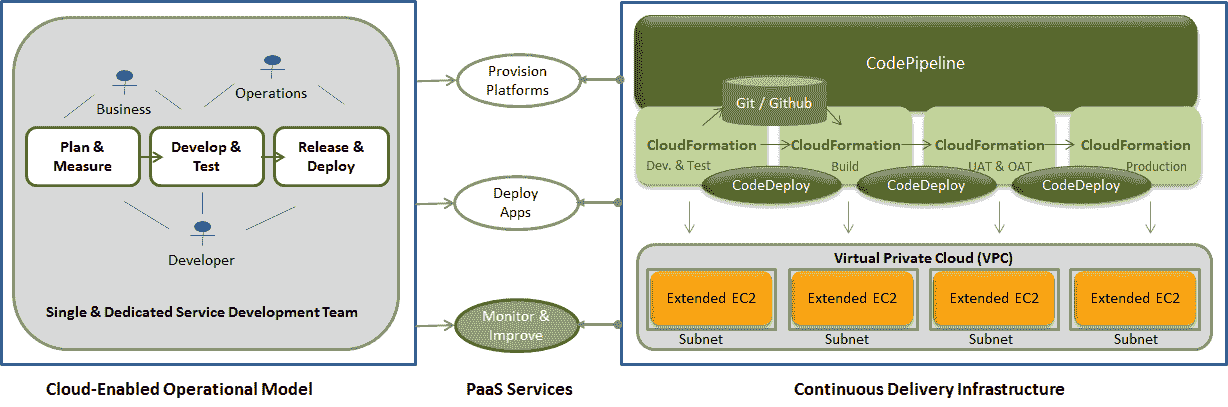 Business
Operations
Plan &
Measure
Develop &
Test
Release &
Deploy
Developer
Single & Dedicated Service Development Team
Cloud-Enabled Operational Model
Provision
Platforms
Deploy
Apps
Monitor &
Improve
PaaS Services
CodePipeline
Git / Github
CloudFormation
Dev. & Test
CloudFormation
Build
CloudFormation
UAT & OAT
CloudFormation
Production
CodeDeploy
CodeDeploy
CodeDeploy
Virtual Private Cloud (VPC)
Extended EC2
Extended EC2
Extended EC2
Extended EC2
Subnet
Subnet
Subnet
Subnet
Continuous Delivery Infrastructure